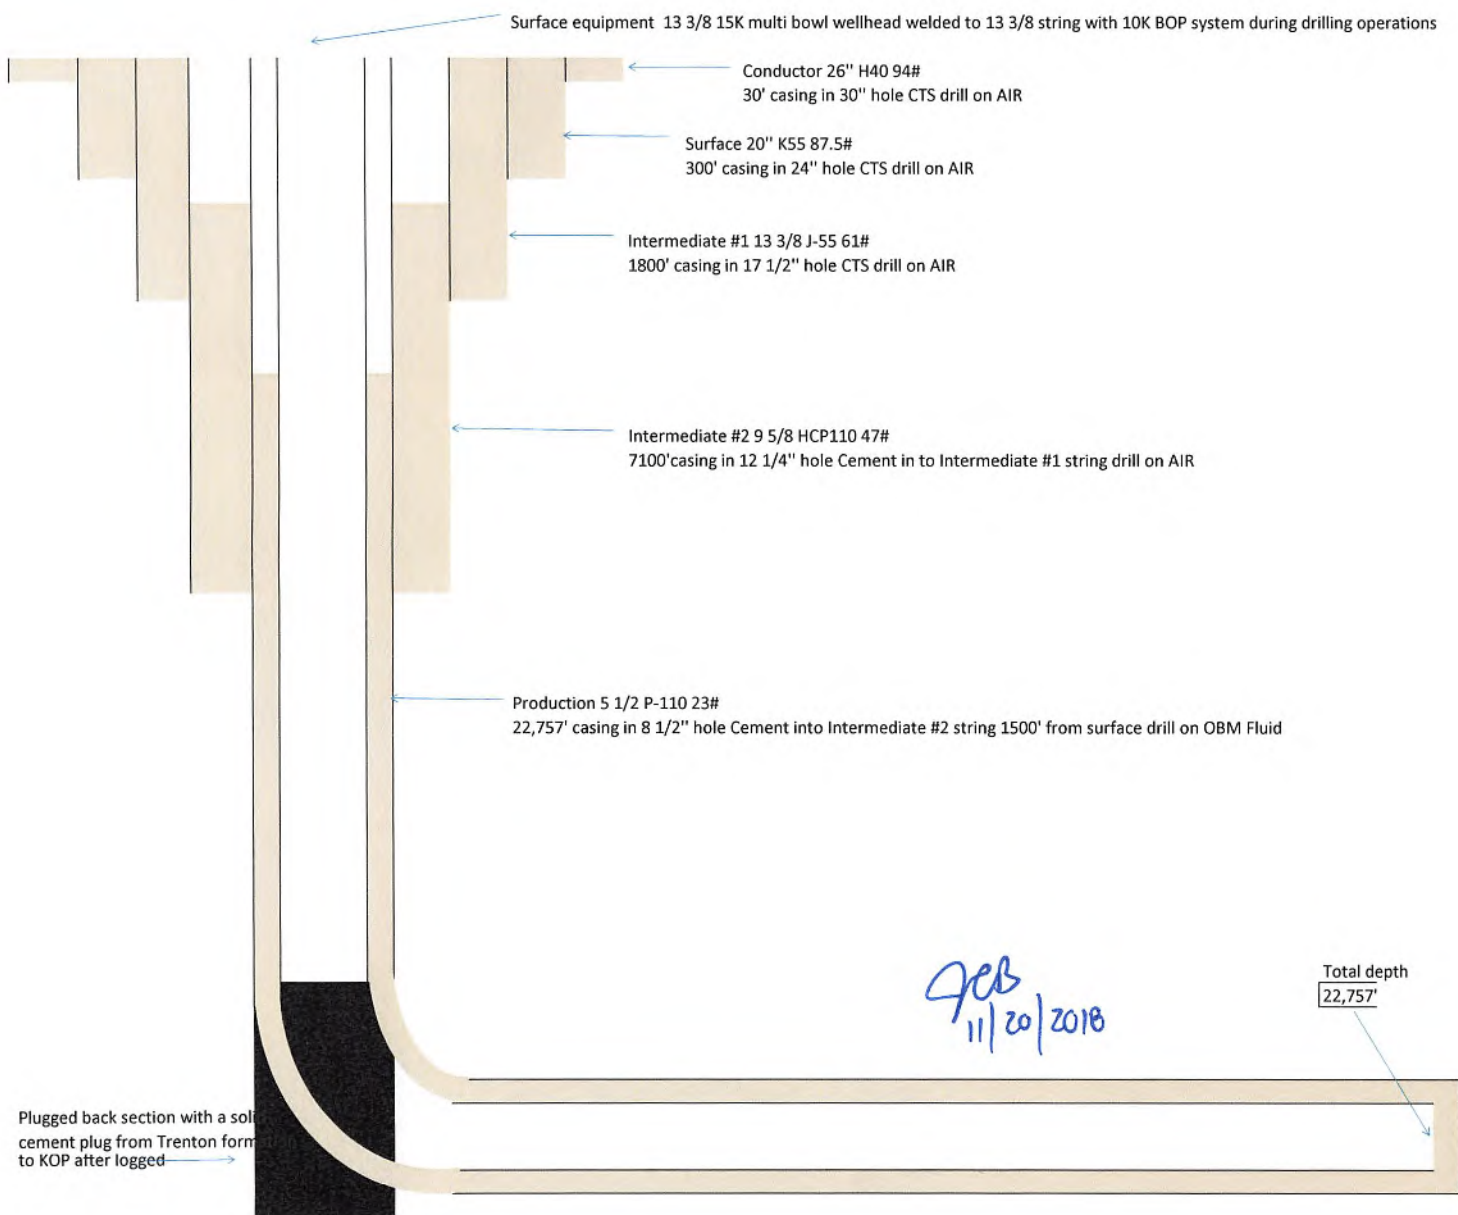 Surface equipment 13 3/8 15K multi bowl wellhead welded to 13 3/8 string with 10K BOP system during drilling operations
Conductor 26" H40 94#
30' casing in 30" hole CTS drill on AIR
Surface 20" K55 87.5#
300' casing in 24" hole CTS drill on AIR
Intermediate #1 13 3/8 J-55 61#
1800' casing in 17 1/2" hole CTS drill on AIR
Intermediate #2 9 5/8 HCP110 47#
7100'casing in 12 1/4" hole Cement in to Intermediate #1 string drill on AIR
Production 5 1/2 P-110 23#
22,757' casing in 8 1/2" hole Cement into Intermediate #2 string 1500' from surface drill on OBM Fluid
JCB
11/20/2018
Total depth
22,757'
Plugged back section with a soli
cement plug from Trenton form
to KOP after logged